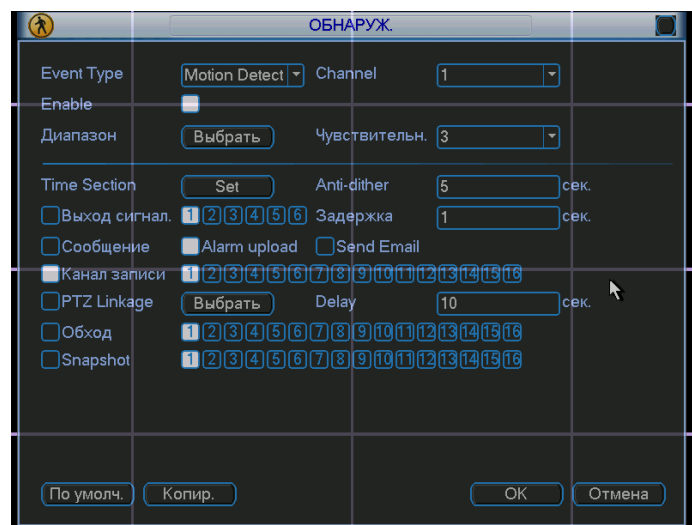 ОБНАРУЖ.
Event Type Motion Detect Channel 1
Enable
Диапазон Выбрать Чувствительн. 3
Time Section Set Anti-dither 5 сек.
Выход сигнал. 1 2 3 4 5 6 Задержка 1 сек.
Сообщение Alarm upload Send Email
Канал записи 1 2 3 4 5 6 7 8 9 10 11 12 13 14 15 16
PTZ Linkage Выбрать Delay 10 сек.
Обход 1 2 3 4 5 6 7 8 9 10 11 12 13 14 15 16
Snapshot 1 2 3 4 5 6 7 8 9 10 11 12 13 14 15 16
По умолч. Копир. OK Отмена